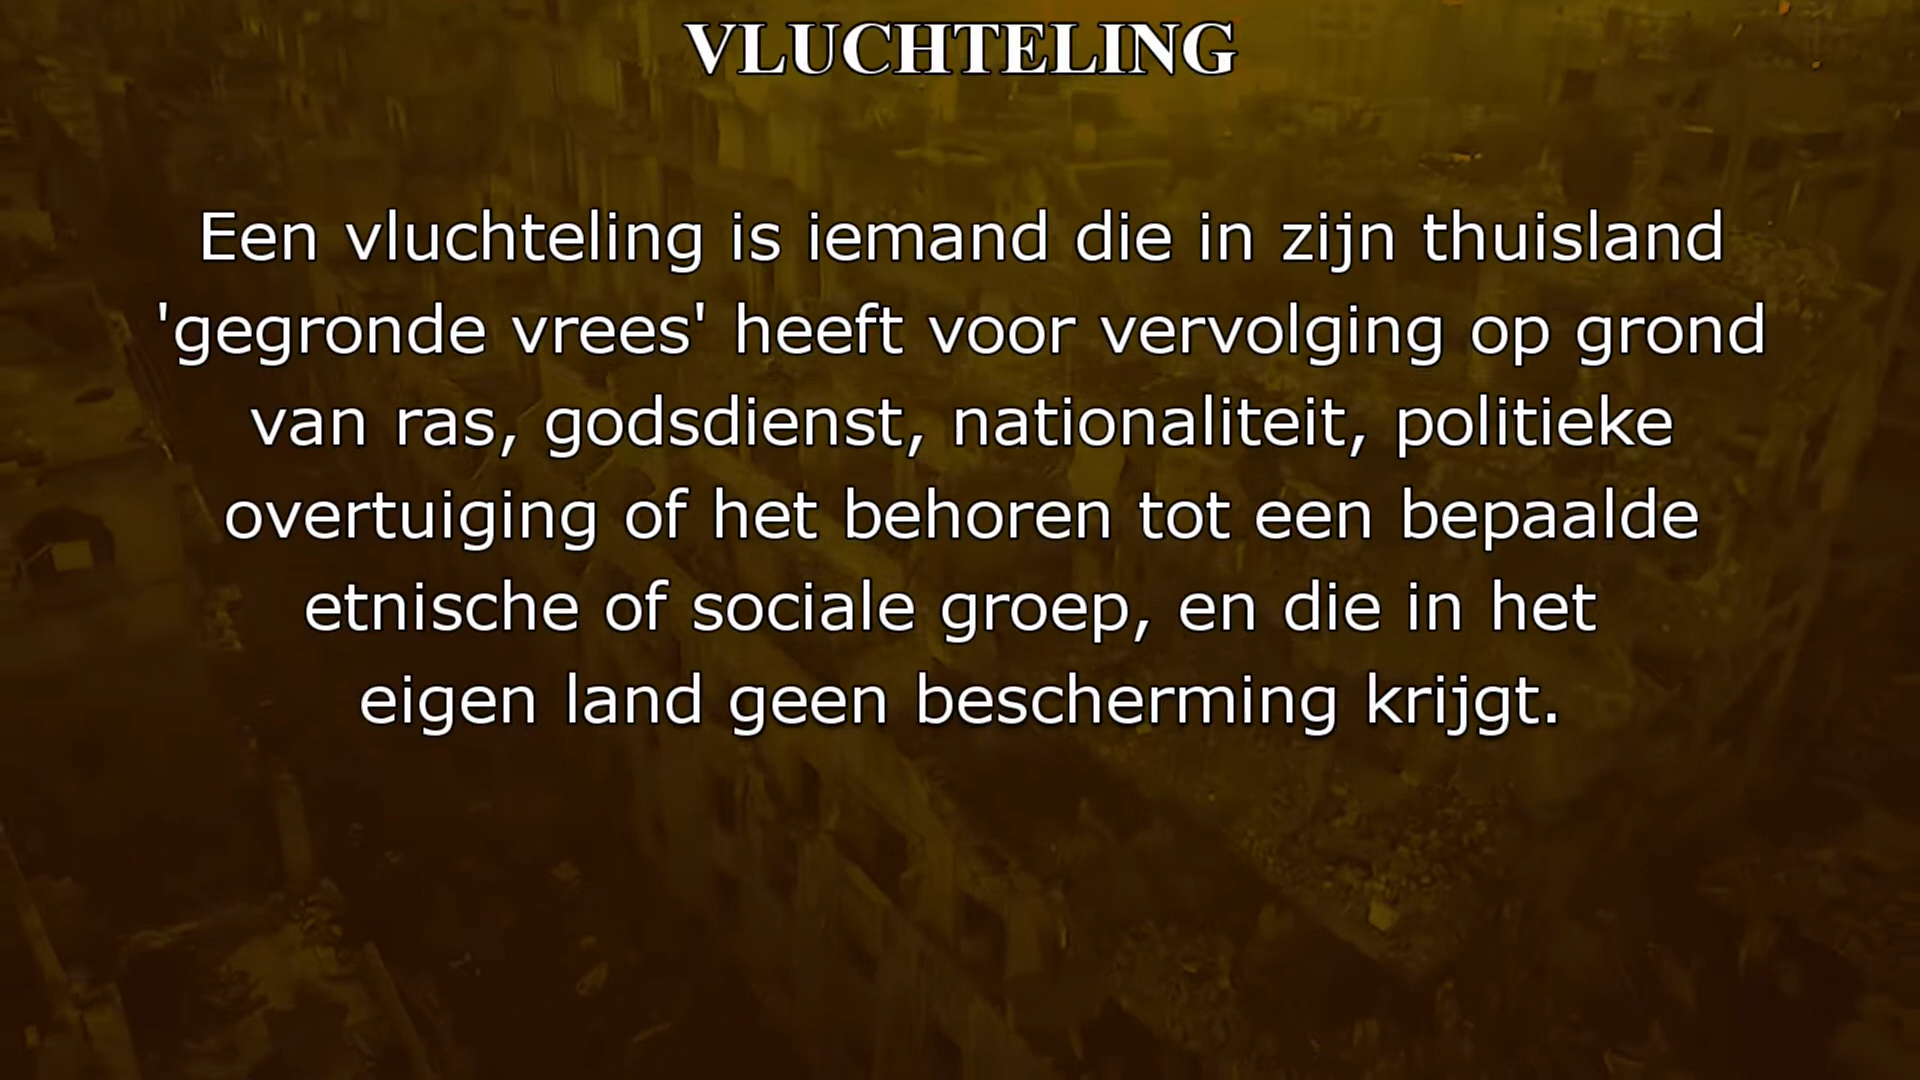 VLUCHTELING
Een vluchteling is iemand die in zijn thuisland
'gegronde vrees' heeft voor vervolging op grond
van ras, godsdienst, nationaliteit, politieke
overtuiging of het behoren tot een bepaalde
etnische of sociale groep, en die in het
eigen land geen bescherming krijgt.